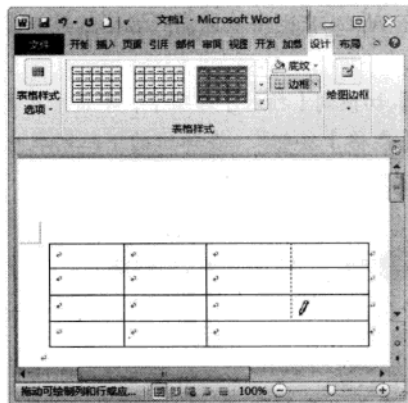 文档1 - Microsoft Word
文件 开始 插入 页面 引用 邮件 审阅 视图 开发 加载 设计 布局
表格样式选项
底纹
边框
绘图边框
表格样式
拖动可绘制列和行或应... 100%